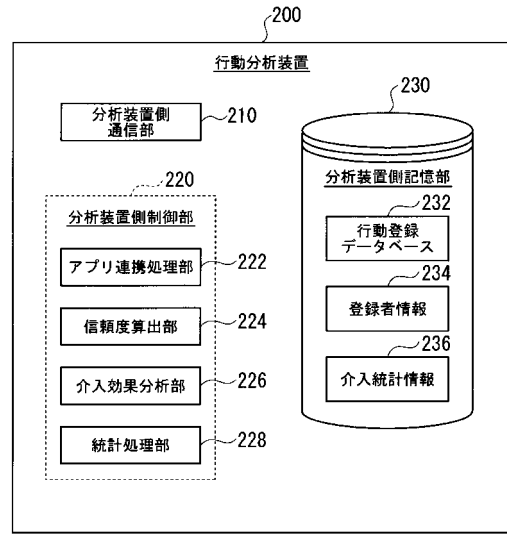 200
行動分析装置
分析装置側
通信部
210
220
分析装置側制御部
アプリ連携処理部
222
信頼度算出部
224
介入効果分析部
226
統計処理部
228
230
分析装置側記憶部
232
行動登録
データベース
234
登録者情報
236
介入統計情報